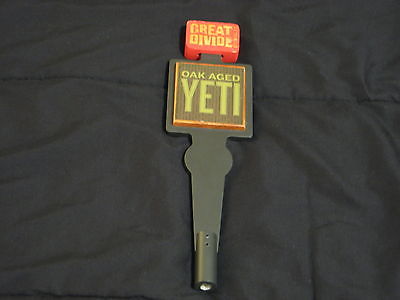 GREAT
DIVIDE
OAK AGED
YETI